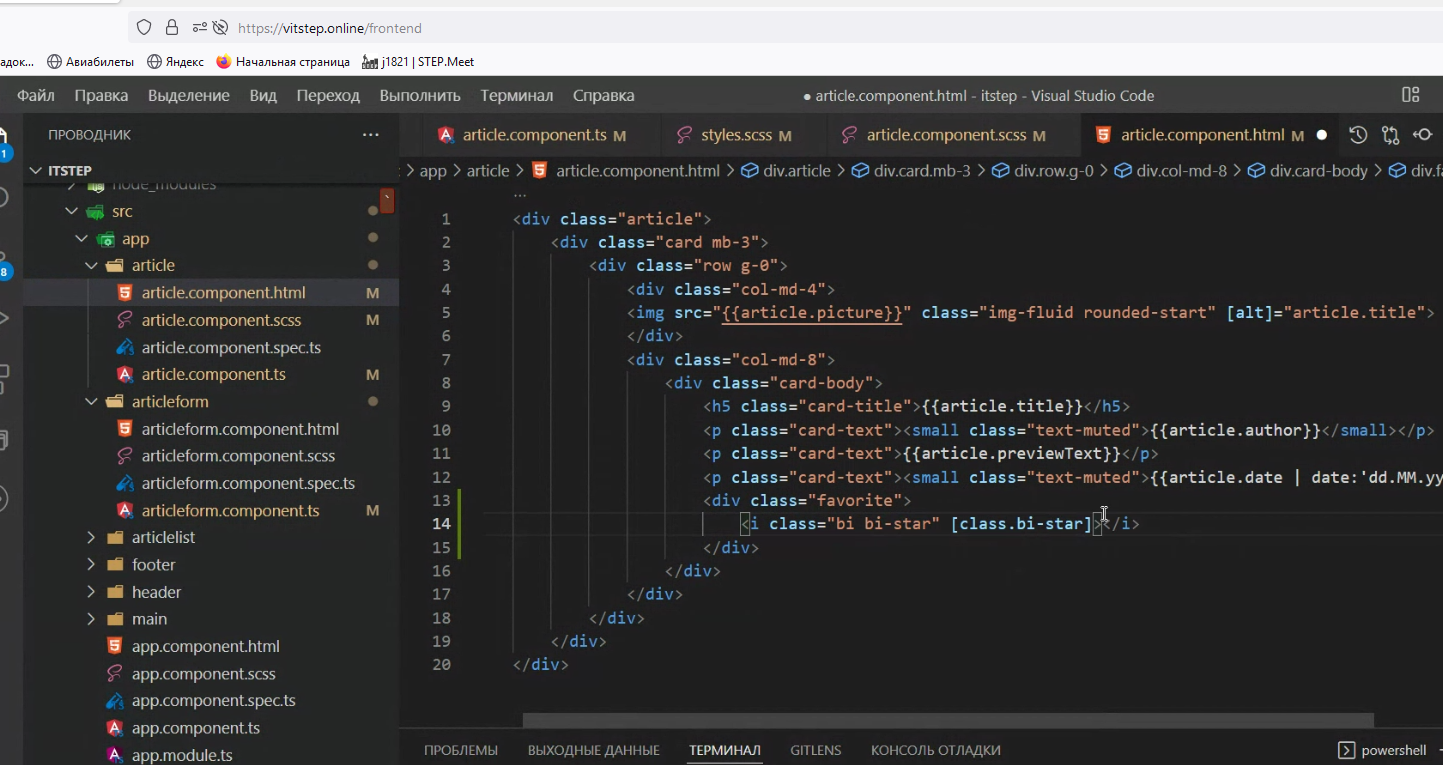 https://vitstep.online/frontend
адок... Авиабилеты Яндекс Начальная страница j1821 | STEP.Meet
Файл Правка Выделение Вид Переход Выполнить Терминал Справка ● article.component.html - itstep - Visual Studio Code
ПРОВОДНИК ···
article.component.ts M styles.scss M article.component.scss M article.component.html M ●
1
ITSTEP
> app > article > article.component.html > div.article > div.card.mb-3 > div.row.g-0 > div.col-md-8 > div.card-body > div.fa
node_modules
src
app
article
article.component.html M
article.component.scss M
article.component.spec.ts
article.component.ts M
articleform
articleform.component.html
articleform.component.scss
articleform.component.spec.ts
articleform.component.ts M
articlelist
footer
header
main
app.component.html
app.component.scss
app.component.spec.ts
app.component.ts
app.module.ts
8
...
1 <div class="article">
2 <div class="card mb-3">
3 <div class="row g-0">
4 <div class="col-md-4">
5 <img src="{{article.picture}}" class="img-fluid rounded-start" [alt]="article.title">
6 </div>
7 <div class="col-md-8">
8 <div class="card-body">
9 <h5 class="card-title">{{article.title}}</h5>
10 <p class="card-text"><small class="text-muted">{{article.author}}</small></p>
11 <p class="card-text">{{article.previewText}}</p>
12 <p class="card-text"><small class="text-muted">{{article.date | date:'dd.MM.yy
13 <div class="favorite">
14 <i class="bi bi-star" [class.bi-star]></i>
15 </div>
16 </div>
17 </div>
18 </div>
19 </div>
20 </div>
ПРОБЛЕМЫ ВЫХОДНЫЕ ДАННЫЕ ТЕРМИНАЛ GITLENS КОНСОЛЬ ОТЛАДКИ powershell